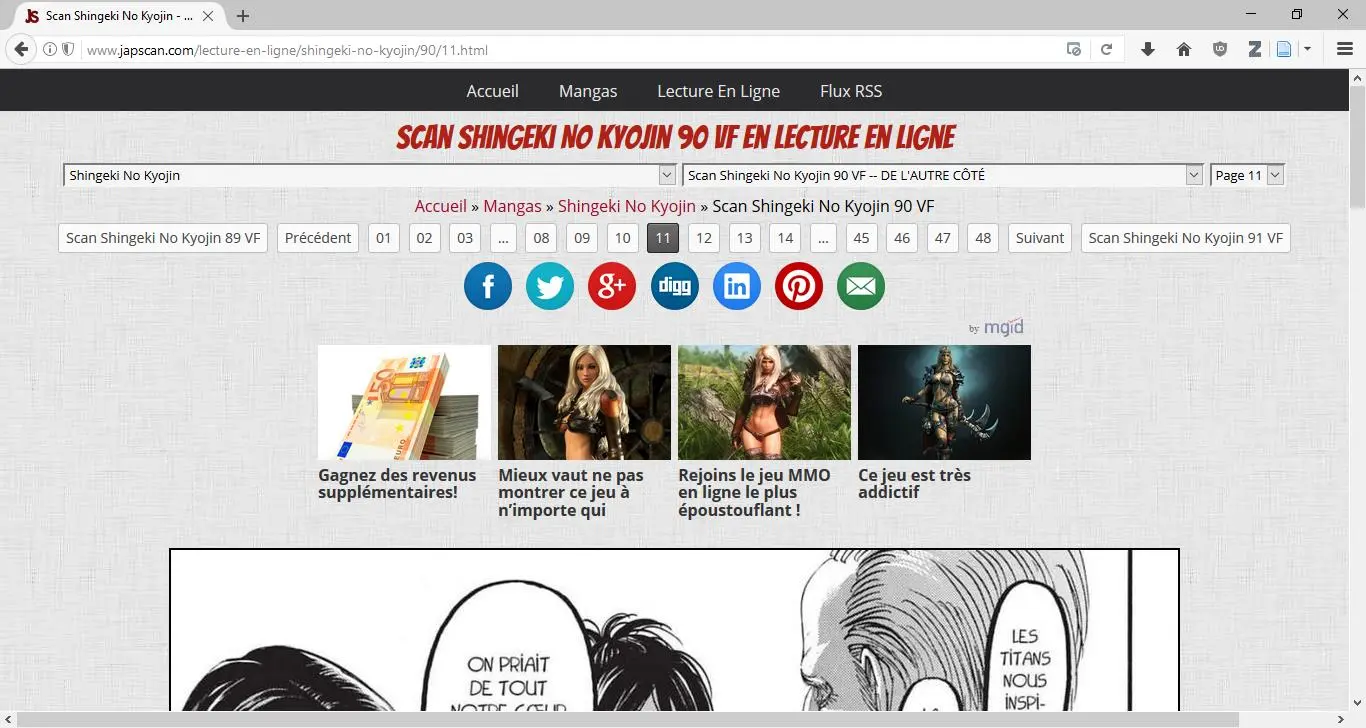 Scan Shingeki No Kyojin - ...
www.japscan.com/lecture-en-ligne/shingeki-no-kyojin/90/11.html
Accueil Mangas Lecture En Ligne Flux RSS
SCAN SHINGEKI NO KYOJIN 90 VF EN LECTURE EN LIGNE
Shingeki No Kyojin Scan Shingeki No Kyojin 90 VF -- DE L'AUTRE CÔTÉ Page 11
Accueil » Mangas » Shingeki No Kyojin » Scan Shingeki No Kyojin 90 VF
Scan Shingeki No Kyojin 89 VF Précédent 01 02 03 ... 08 09 10 11 12 13 14 ... 45 46 47 48 Suivant Scan Shingeki No Kyojin 91 VF
f g+ digg in
by mgid
Gagnez des revenus
supplémentaires!
Mieux vaut ne pas
montrer ce jeu à
n'importe qui
Rejoins le jeu MMO
en ligne le plus
époustouflant !
Ce jeu est très
addictif
ON PRIAIT
DE TOUT
NOTRE CŒUR
LES
TITANS
NOUS
INSPI-